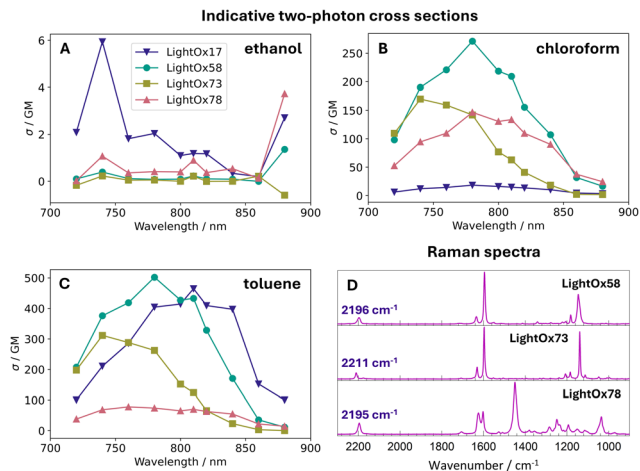 Indicative two-photon cross sections
A
ethanol
LightOx17
LightOx58
LightOx73
LightOx78
6
4
2
0
σ / GM
700 750 800 850 900
Wavelength / nm
B
chloroform
250
200
150
100
50
0
σ / GM
700 750 800 850 900
Wavelength / nm
C
toluene
500
400
300
200
100
0
σ / GM
700 750 800 850 900
Wavelength / nm
Raman spectra
D
LightOx58
2196 cm⁻¹
LightOx73
2211 cm⁻¹
LightOx78
2195 cm⁻¹
2200 2000 1800 1600 1400 1200 1000
Wavenumber / cm⁻¹